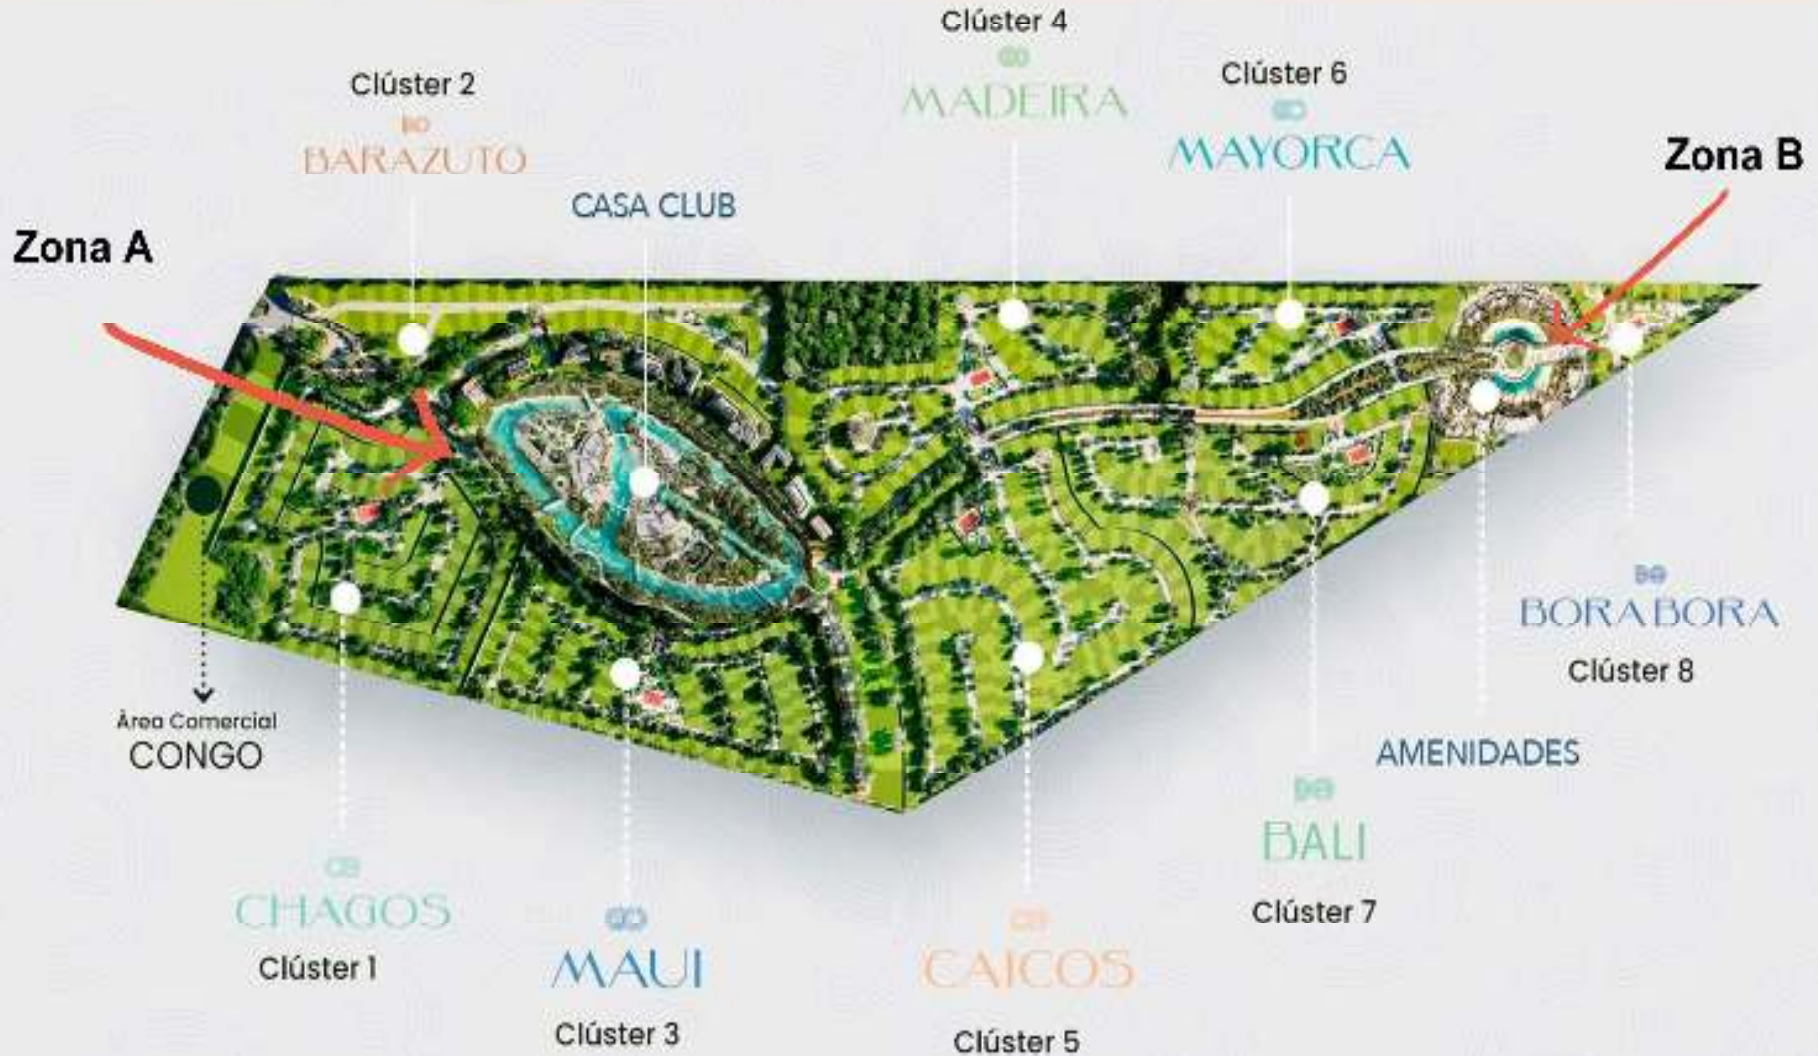 Clúster 4
MADEIRA
Clúster 2
BARAZUTO
Clúster 6
MAYORCA
Zona B
CASA CLUB
Zona A
BORA BORA
Clúster 8
Área Comercial
CONGO
AMENIDADES
BALI
Clúster 7
CHAGOS
Clúster 1
MAUI
Clúster 3
CAICOS
Clúster 5